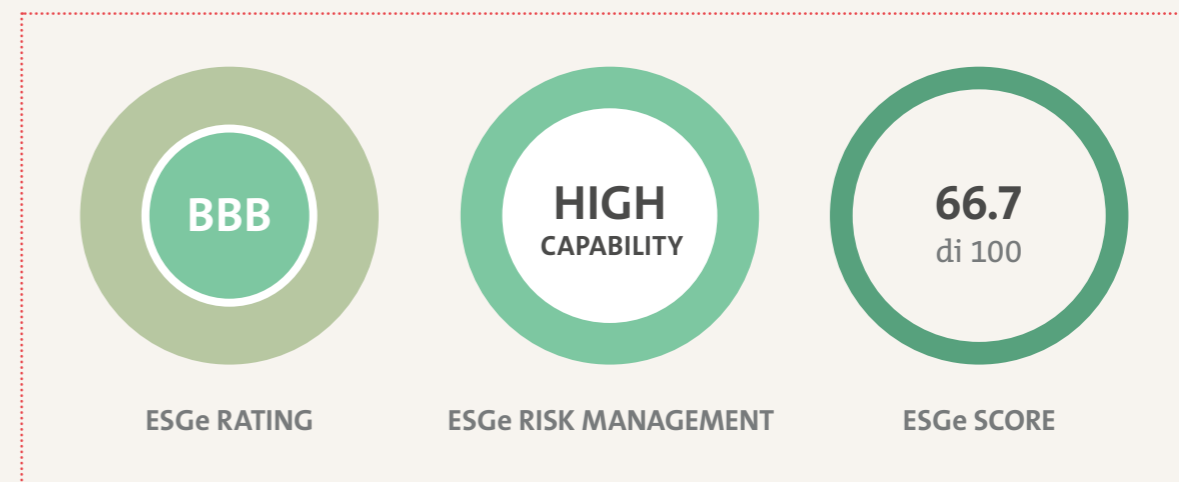 BBB
HIGH
CAPABILITY
66.7
di 100
ESGe RATING
ESGe RISK MANAGEMENT
ESGe SCORE